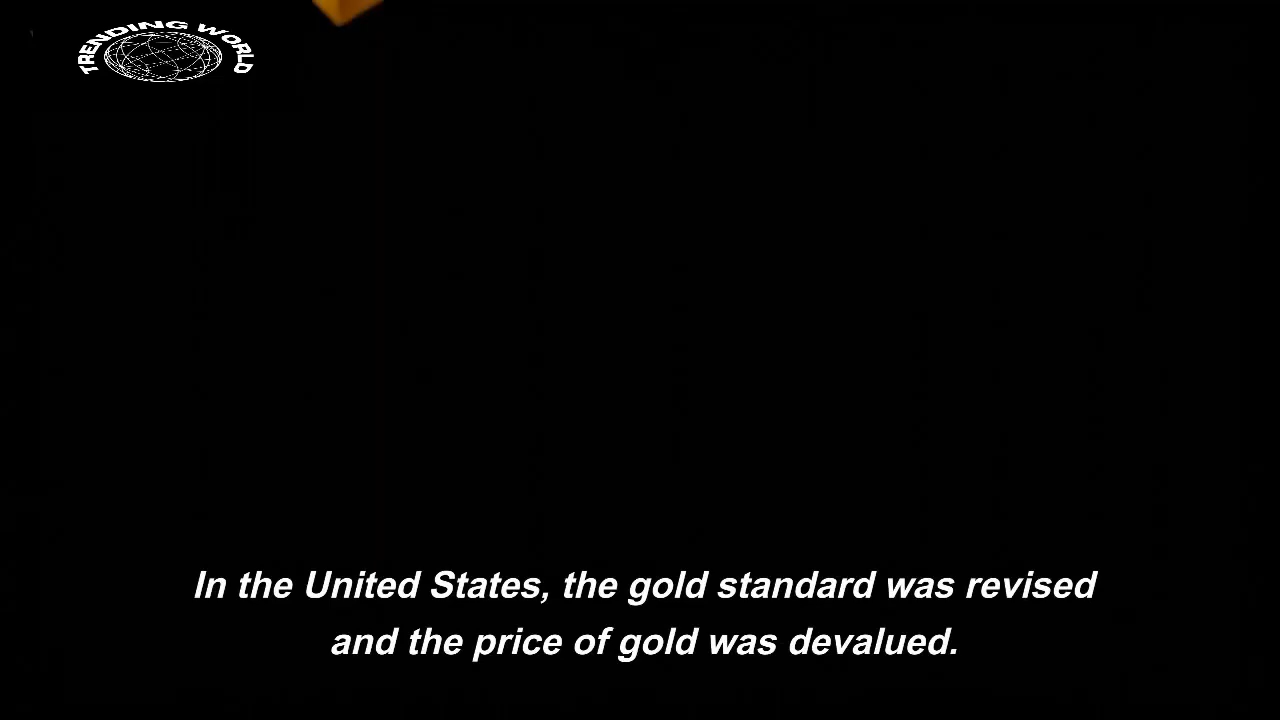 TRENDING WORLD
In the United States, the gold standard was revised
and the price of gold was devalued.